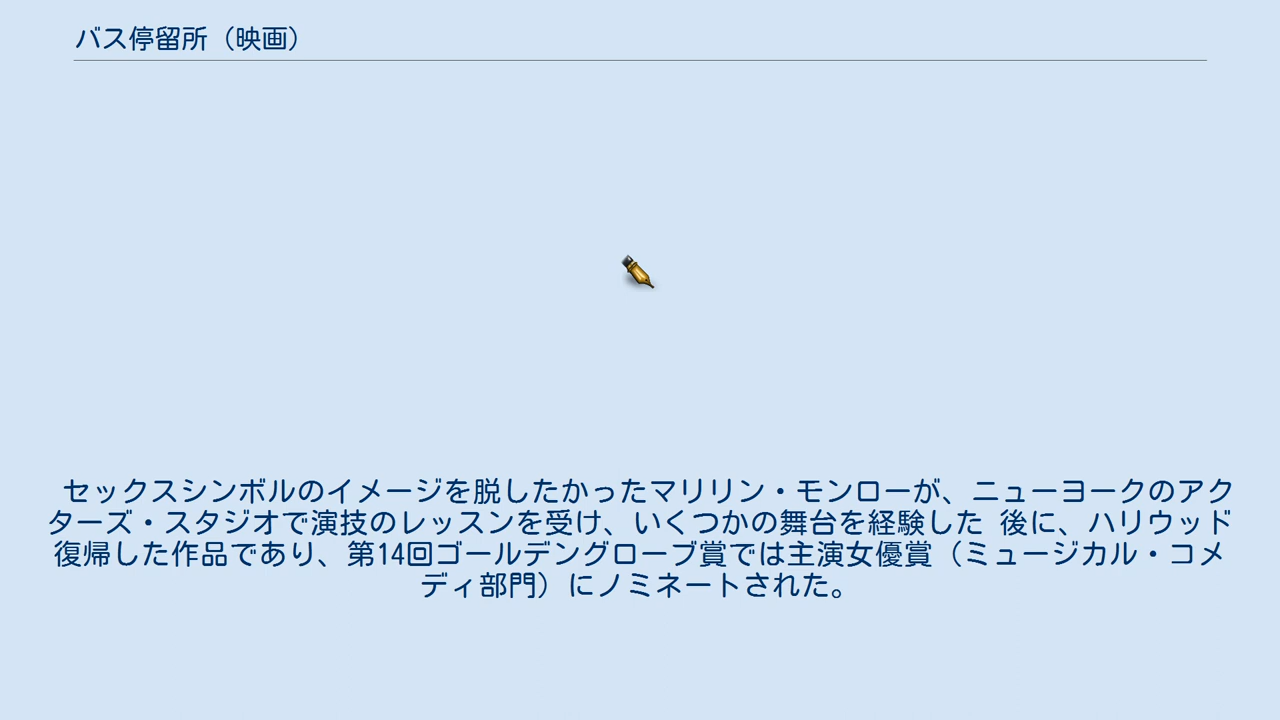 バス停留所（映画）
セックスシンボルのイメージを脱したかったマリリン・モンローが、ニューヨークのアク
ターズ・スタジオで演技のレッスンを受け、いくつかの舞台を経験した 後に、ハリウッド
復帰した作品であり、第14回ゴールデングローブ賞では主演女優賞（ミュージカル・コメ
ディ部門）にノミネートされた。